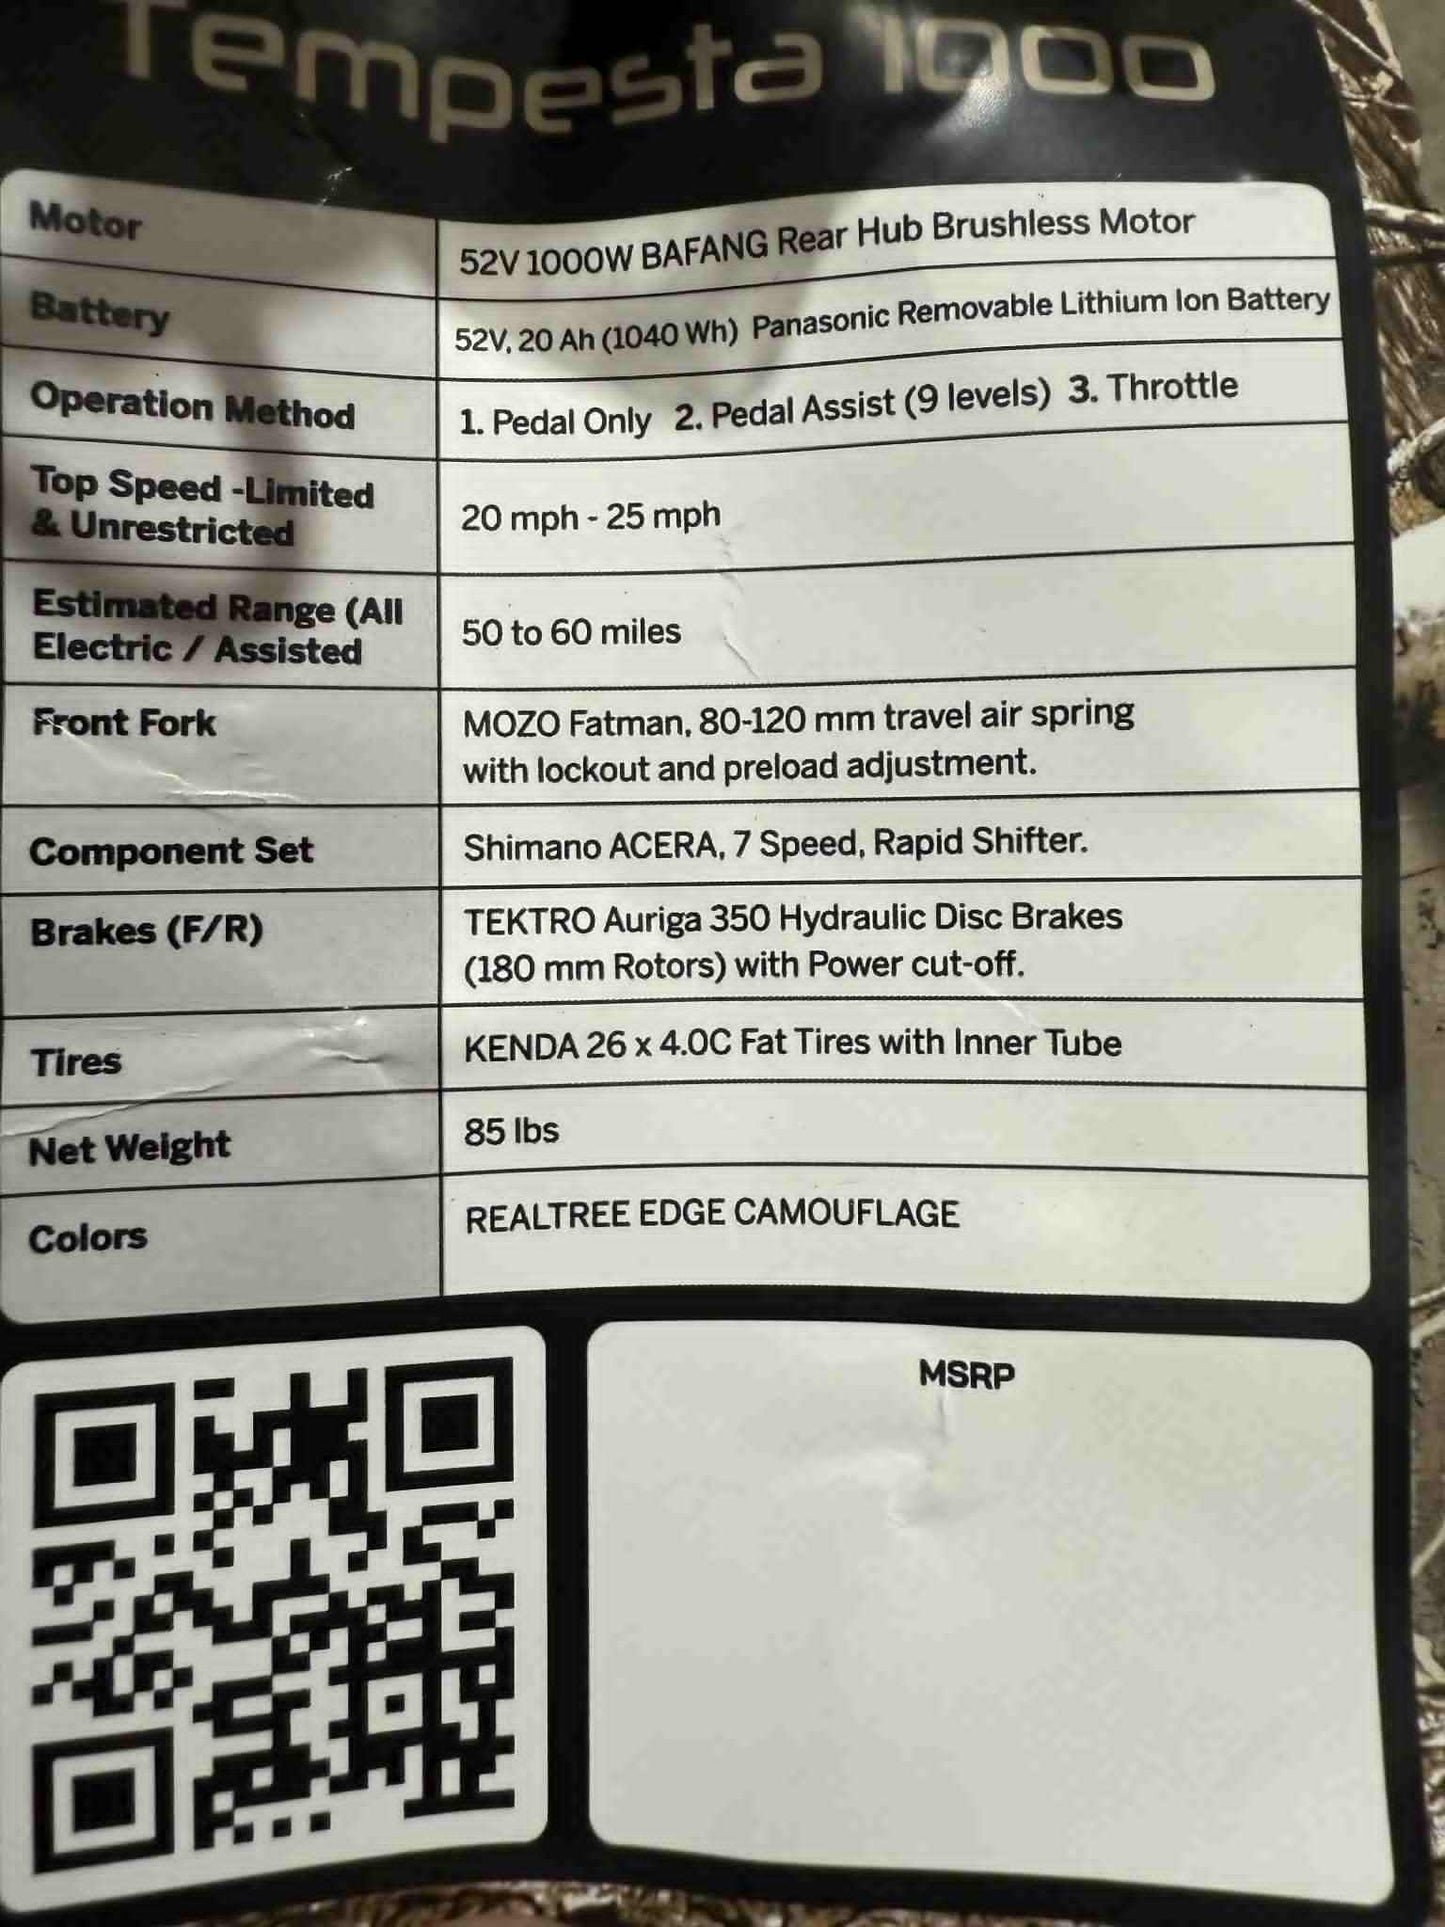 Tempesta 1000
Motor
52V 1000W BAFANG Rear Hub Brushless Motor
Battery
52V, 20 Ah (1040 Wh) Panasonic Removable Lithium Ion Battery
Operation Method
1. Pedal Only 2. Pedal Assist (9 levels) 3. Throttle
Top Speed -Limited
& Unrestricted
20 mph - 25 mph
Estimated Range (All
Electric / Assisted
50 to 60 miles
Front Fork
MOZO Fatman, 80-120 mm travel air spring
with lockout and preload adjustment.
Component Set
Shimano ACERA, 7 Speed, Rapid Shifter.
Brakes (F/R)
TEKTRO Auriga 350 Hydraulic Disc Brakes
(180 mm Rotors) with Power cut-off.
Tires
KENDA 26 x 4.0C Fat Tires with Inner Tube
Net Weight
85 lbs
Colors
REALTREE EDGE CAMOUFLAGE
MSRP